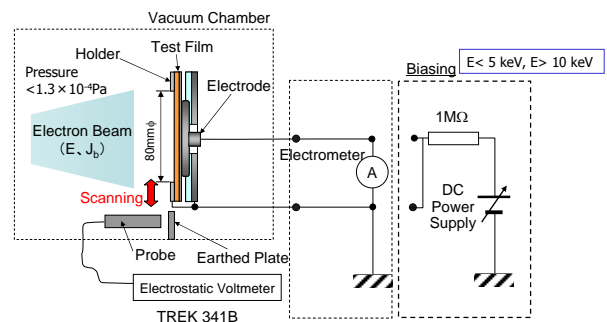 Vacuum Chamber
Test Film
Holder
Biasing
E< 5 keV, E> 10 keV
Pressure
<1.3 × 10⁻⁴Pa
Electrode
1MΩ
Electron Beam
(E、J_b)
80mmφ
Electrometer
A
Scanning
DC
Power
Supply
Probe
Earthed Plate
Electrostatic Voltmeter
TREK 341B